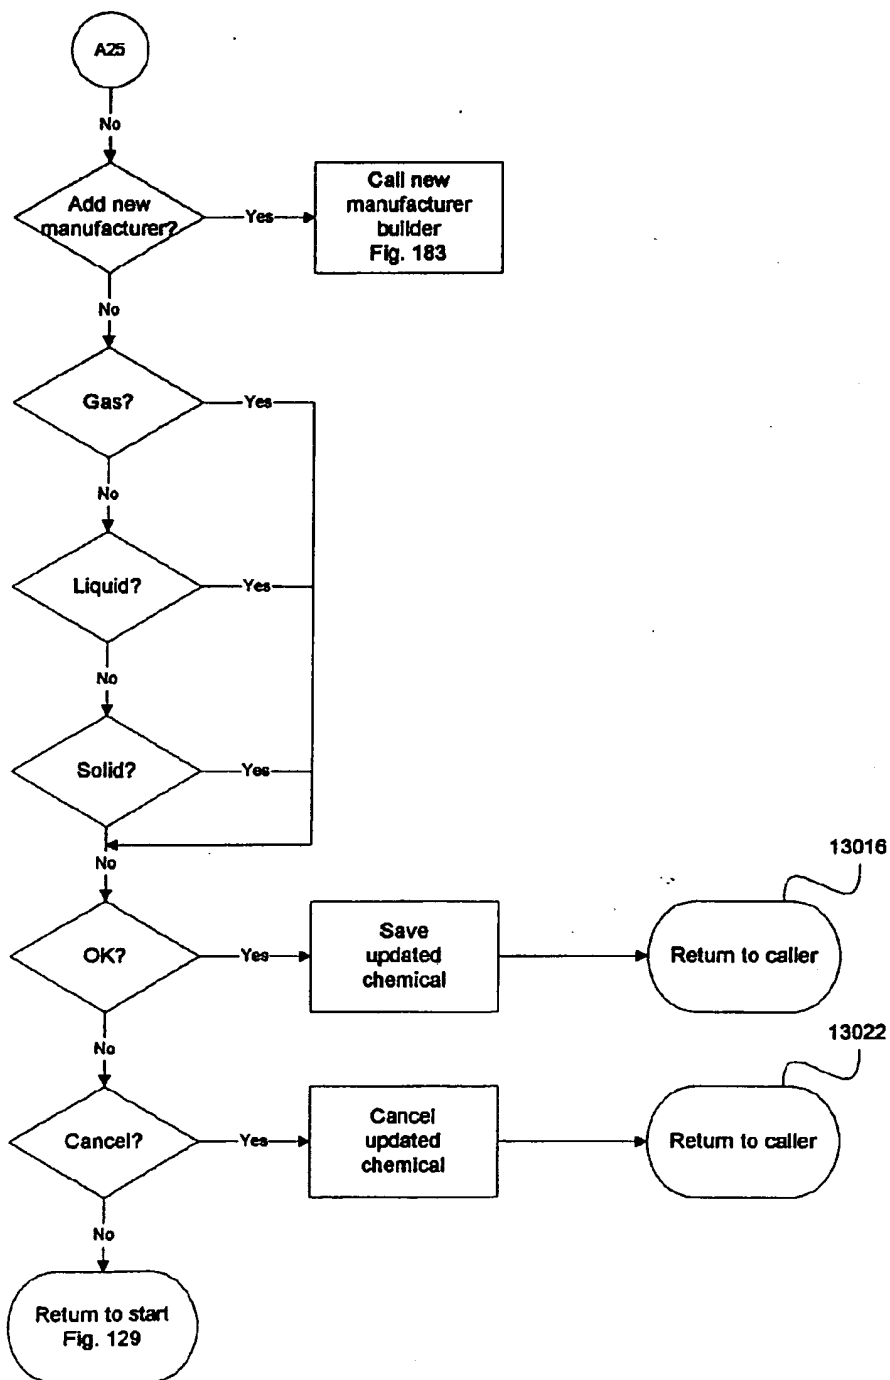 A25
No
Add new
manufacturer?
Yes
Call new
manufacturer
builder
Fig. 183
No
Gas?
Yes
No
Liquid?
Yes
No
Solid?
Yes
No
13016
OK?
Yes
Save
updated
chemical
Return to caller
No
13022
Cancel?
Yes
Cancel
updated
chemical
Return to caller
No
Return to start
Fig. 129